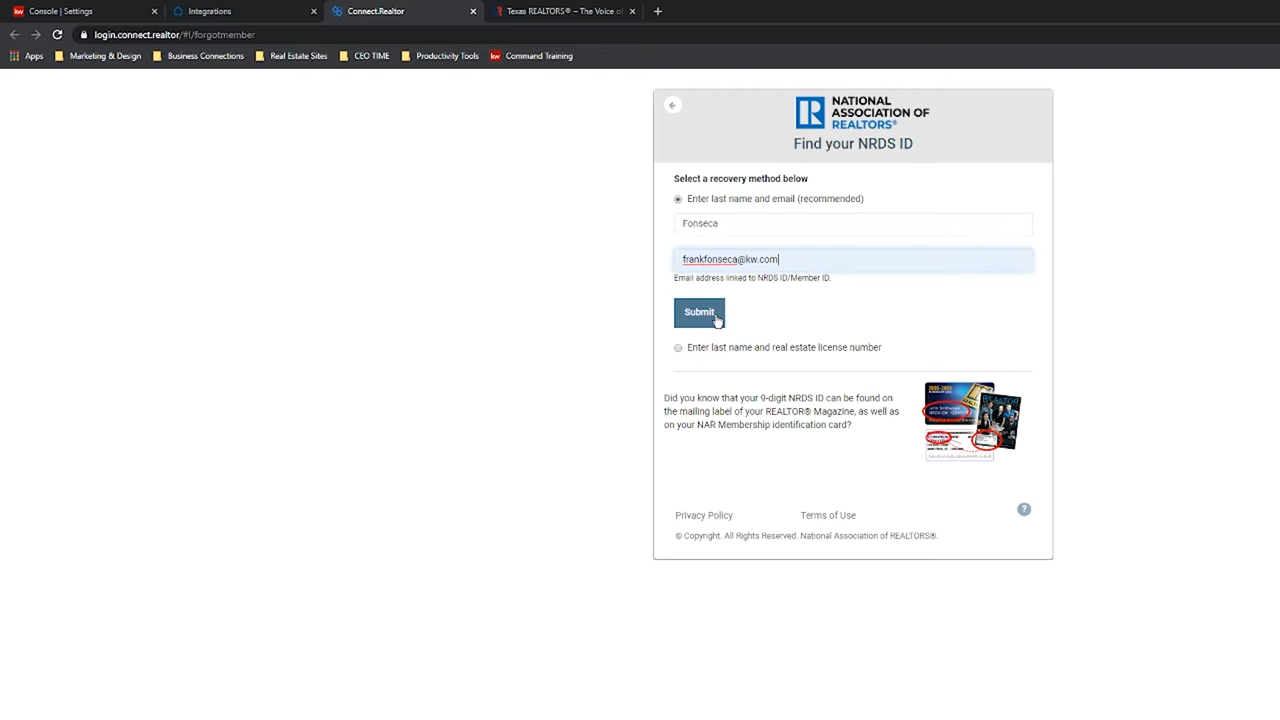 Console | Settings
Integrations
Connect.Realtor
Texas REALTORS® – The Voice of
login.connect.realtor/#!/forgotmember
Apps
Marketing & Design
Business Connections
Real Estate Sites
CEO TIME
Productivity Tools
kw
Command Training
NATIONAL
ASSOCIATION OF
REALTORS®
Find your NRDS ID
Select a recovery method below
Enter last name and email (recommended)
Fonseca
frankfonseca@kw.com
Email address linked to NRDS ID/Member ID.
Submit
Enter last name and real estate license number
Did you know that your 9-digit NRDS ID can be found
on the mailing label of your REALTOR® Magazine, as well as
on your NAR Membership identification card?
REALTOR
Privacy Policy
Terms of Use
?
© Copyright. All Rights Reserved. National Association of REALTORS®.